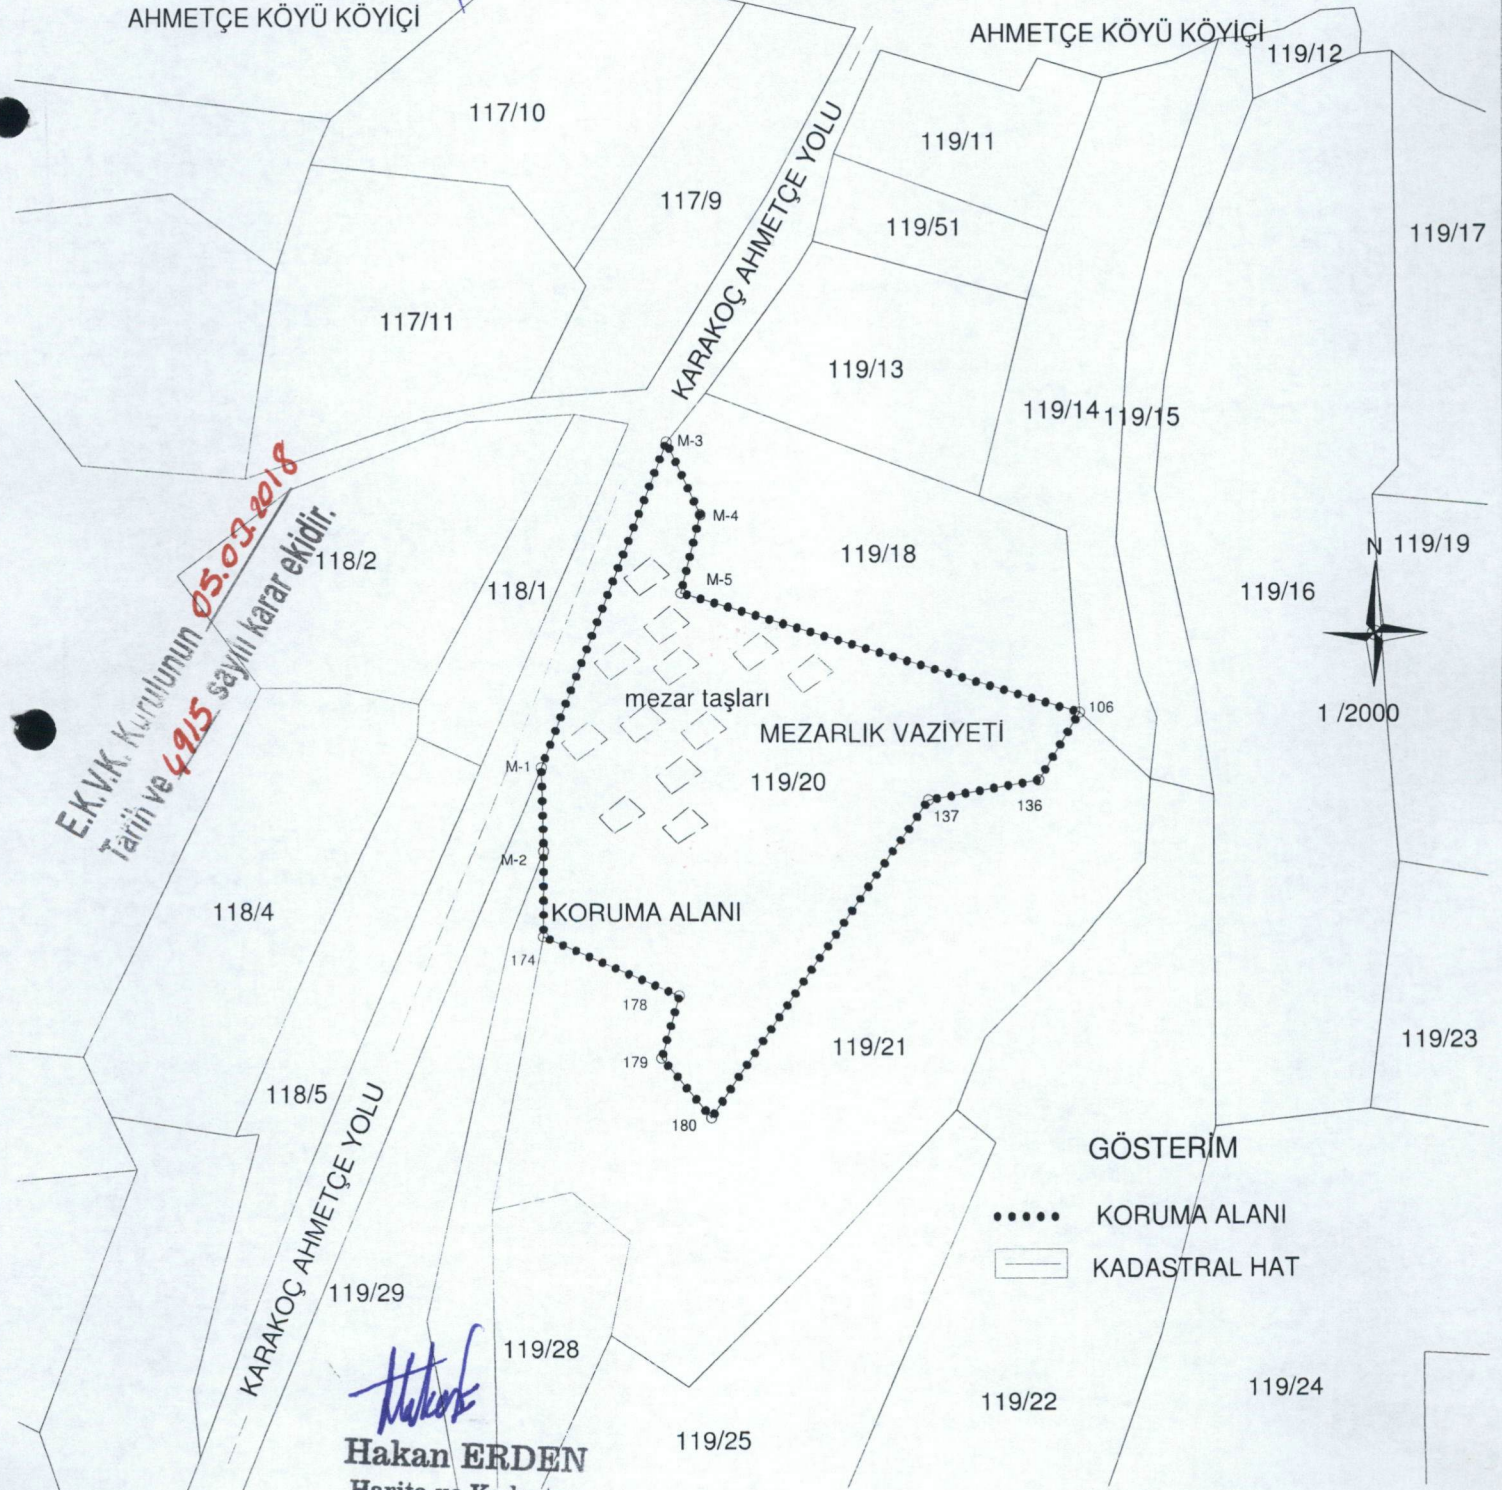 AHMETÇE KÖYÜ KÖYİÇİ
AHMETÇE KÖYÜ KÖYİÇİ
119/12
117/10
119/11
117/9
119/51
119/17
KARAKOÇ AHMETÇE YOLU
117/11
119/13
119/14
119/15
M-3
M-4
118/2
118/1
119/18
N
119/19
M-5
119/16
mezar taşları
106
1 /2000
MEZARLIK VAZİYETİ
M-1
119/20
136
137
M-2
E.K.V.K. Kurulunun 05.02.2018
Tarih ve 4915 sayılı karar ekidir.
118/4
KORUMA ALANI
174
178
179
119/21
119/23
118/5
180
KARAKOÇ AHMETÇE YOLU
GÖSTERİM
KORUMA ALANI
KADASTRAL HAT
119/29
119/28
119/24
119/22
119/25
Hakan ERDEN